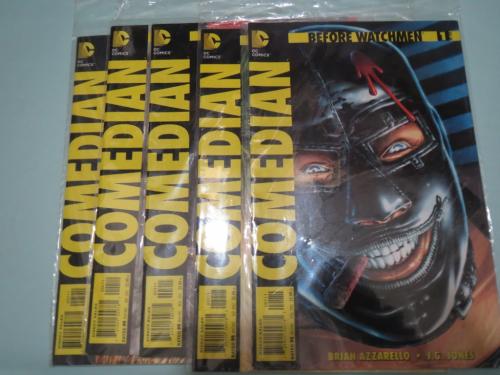 DC COMICS
COMEDIAN
DC COMICS
COMEDIAN
DC COMICS
COMEDIAN
DC COMICS
COMEDIAN
DC COMICS
BEFORE WATCHMEN 1
COMEDIAN
BRIAN AZZARELLO • J.G. JONES